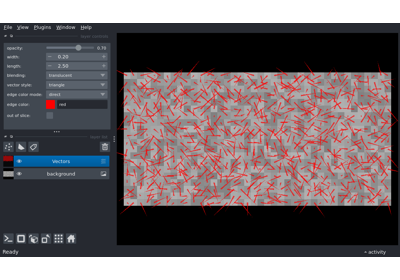 File View Plugins Window Help
opacity: 0.70
width: 0.20
length: 2.50
blending: translucent
vector style: triangle
edge color mode: direct
edge color: red
out of slice:
Vectors
background
Ready
activity